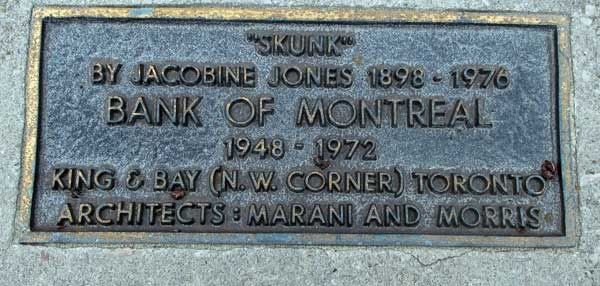 "SKUNK"
BY JACOBINE JONES 1898 - 1976
BANK OF MONTREAL
1948 - 1972
KING & BAY (N.W. CORNER) TORONTO
ARCHITECTS: MARANI AND MORRIS